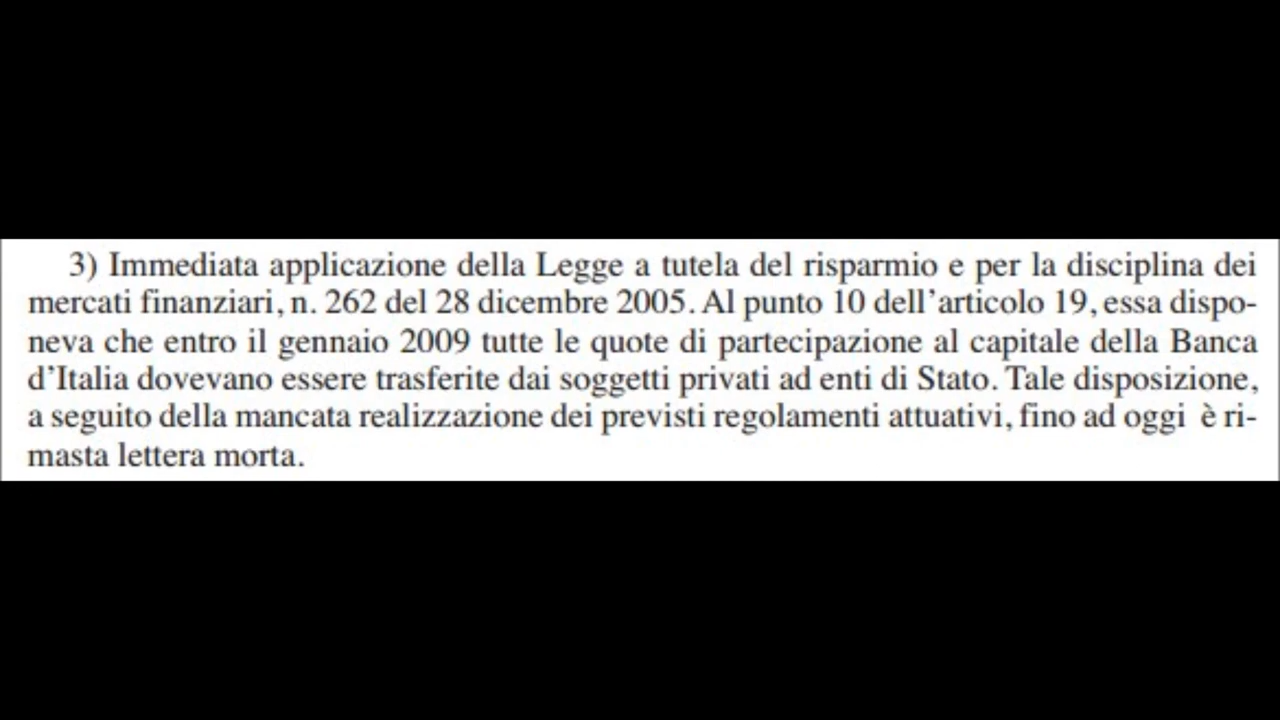 3) Immediata applicazione della Legge a tutela del risparmio e per la disciplina dei
mercati finanziari, n. 262 del 28 dicembre 2005. Al punto 10 dell'articolo 19, essa dispo-
neva che entro il gennaio 2009 tutte le quote di partecipazione al capitale della Banca
d'Italia dovevano essere trasferite dai soggetti privati ad enti di Stato. Tale disposizione,
a seguito della mancata realizzazione dei previsti regolamenti attuativi, fino ad oggi è ri-
masta lettera morta.